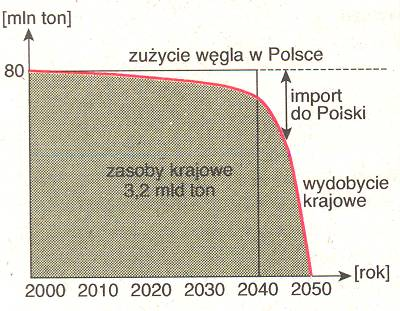 [mln ton]
zużycie węgla w Polsce
80
import
do Polski
zasoby krajowe
3,2 mld ton
wydobycie
krajowe
[rok]
2000 2010 2020 2030 2040 2050